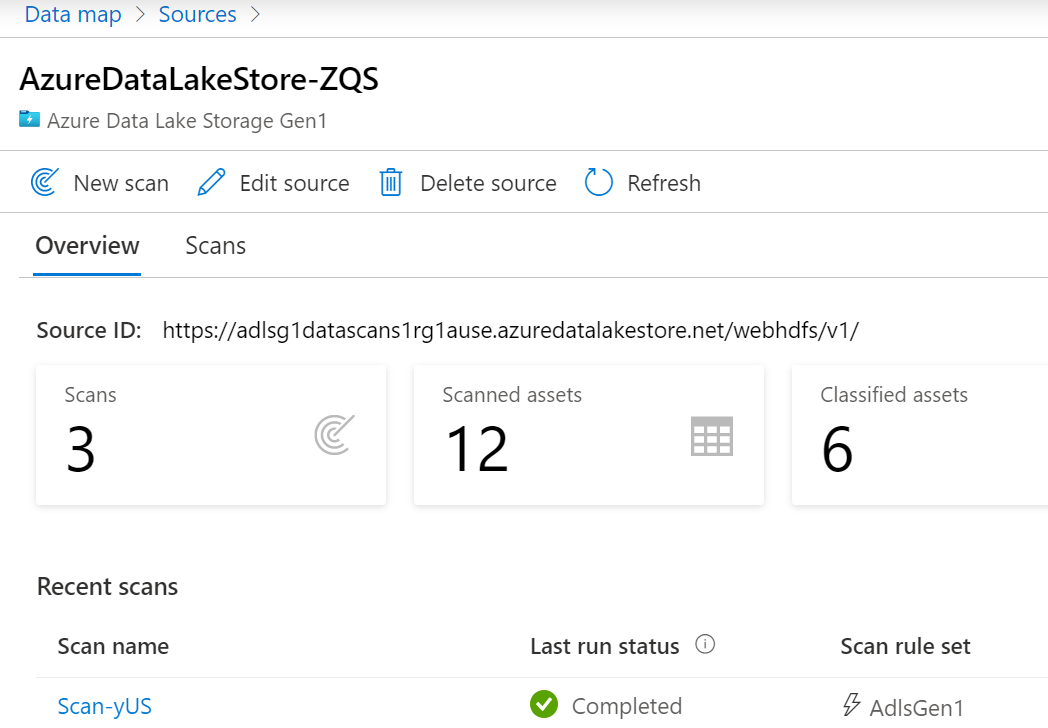 Data map > Sources >
AzureDataLakeStore-ZQS
Azure Data Lake Storage Gen1
New scan Edit source Delete source Refresh
Overview Scans
Source ID: https://adlsg1datascans1rg1ause.azuredatalakestore.net/webhdfs/v1/
Scans Scanned assets Classified assets
3 12 6
Recent scans
Scan name Last run status Scan rule set
Scan-yUS Completed AdlsGen1